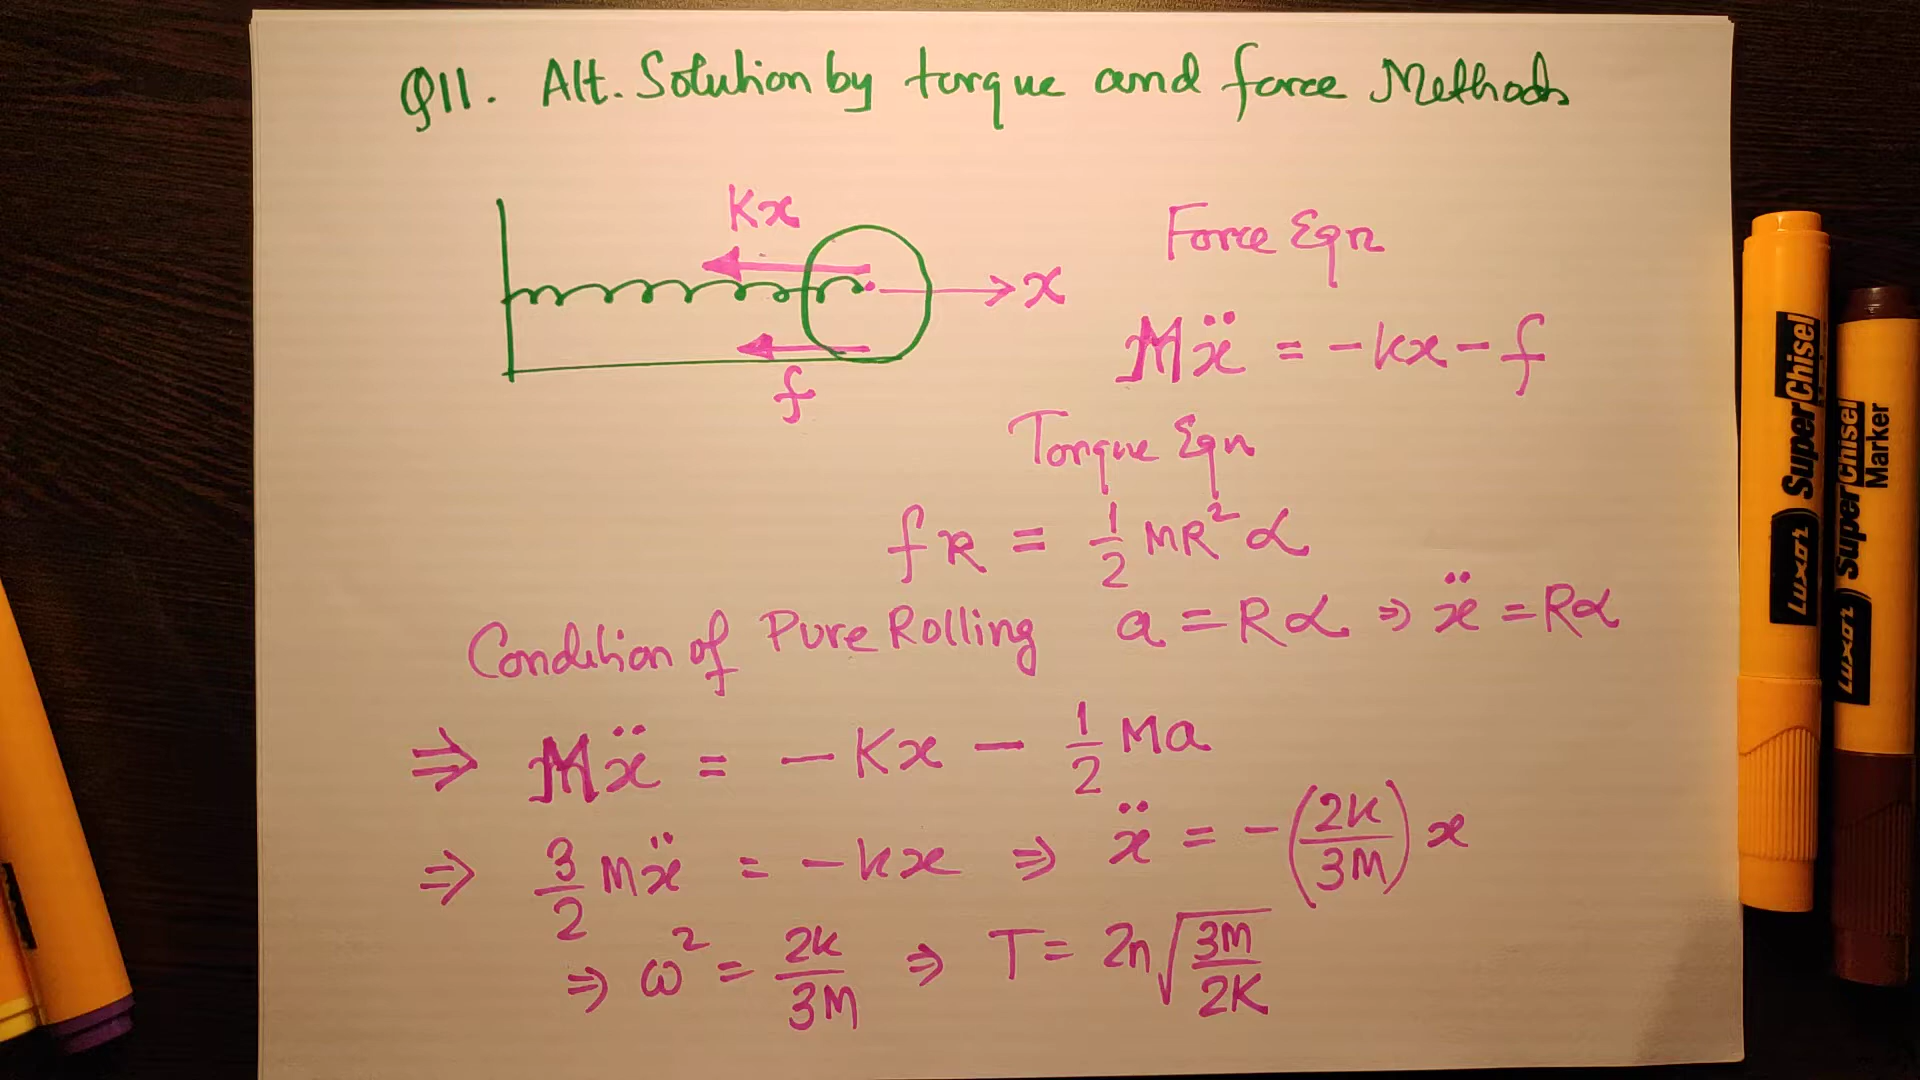 Q11. Alt. Solution by torque and force Methods
Kx
x
f
Force Eqn
Mẍ = -kx - f
Torque Eqn
fR = 1/2 MR² α
Condition of Pure Rolling a = Rα ⇒ ẍ = Rα
⇒ Mẍ = - Kx - 1/2 Ma
⇒ 3/2 Mẍ = -kx ⇒ ẍ = -(2K/3M) x
⇒ ω² = 2k/3M ⇒ T = 2π√(3M/2K)
Luxor SuperChisel
Luxor SuperChisel Marker